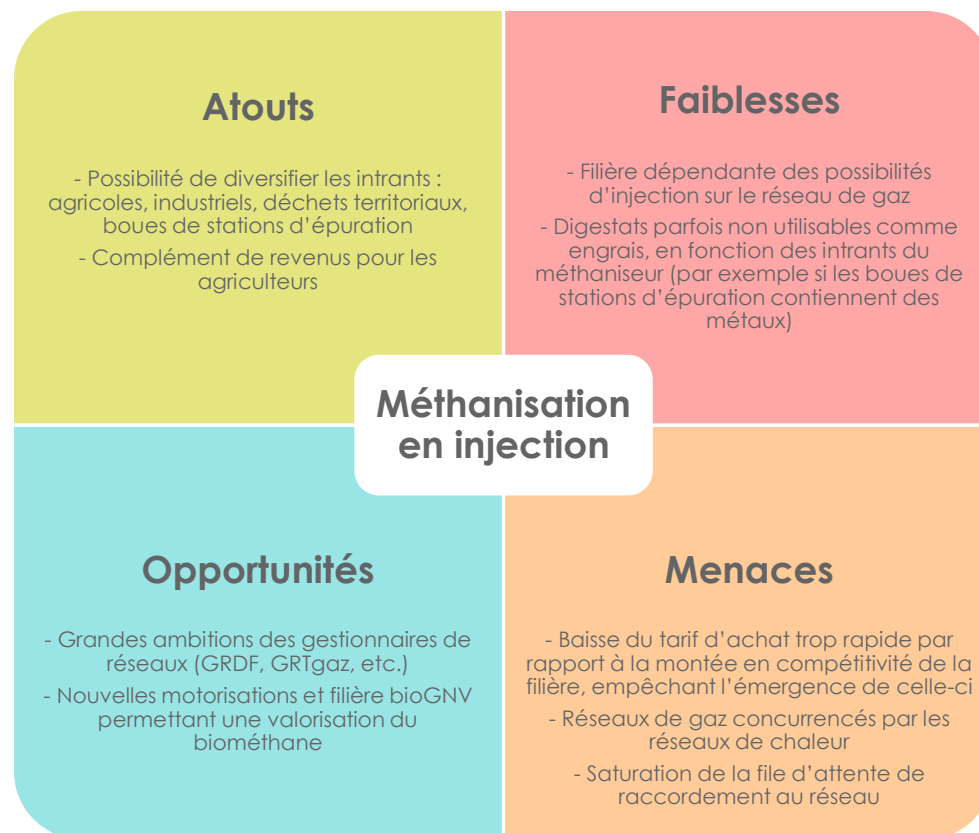 Atouts
- Possibilité de diversifier les intrants :
agricoles, industriels, déchets territoriaux,
boues de stations d’épuration
- Complément de revenus pour les
agriculteurs
Faiblesses
- Filière dépendante des possibilités
d’injection sur le réseau de gaz
- Digestats parfois non utilisables comme
engrais, en fonction des intrants du
méthaniseur (par exemple si les boues de
stations d’épuration contiennent des
métaux)
Méthanisation
en injection
Opportunités
- Grandes ambitions des gestionnaires de
réseaux (GRDF, GRTgaz, etc.)
- Nouvelles motorisations et filière bioGNV
permettant une valorisation du
biométhane
Menaces
- Baisse du tarif d’achat trop rapide par
rapport à la montée en compétitivité de la
filière, empêchant l’émergence de celle-ci
- Réseaux de gaz concurrencés par les
réseaux de chaleur
- Saturation de la file d’attente de
raccordement au réseau